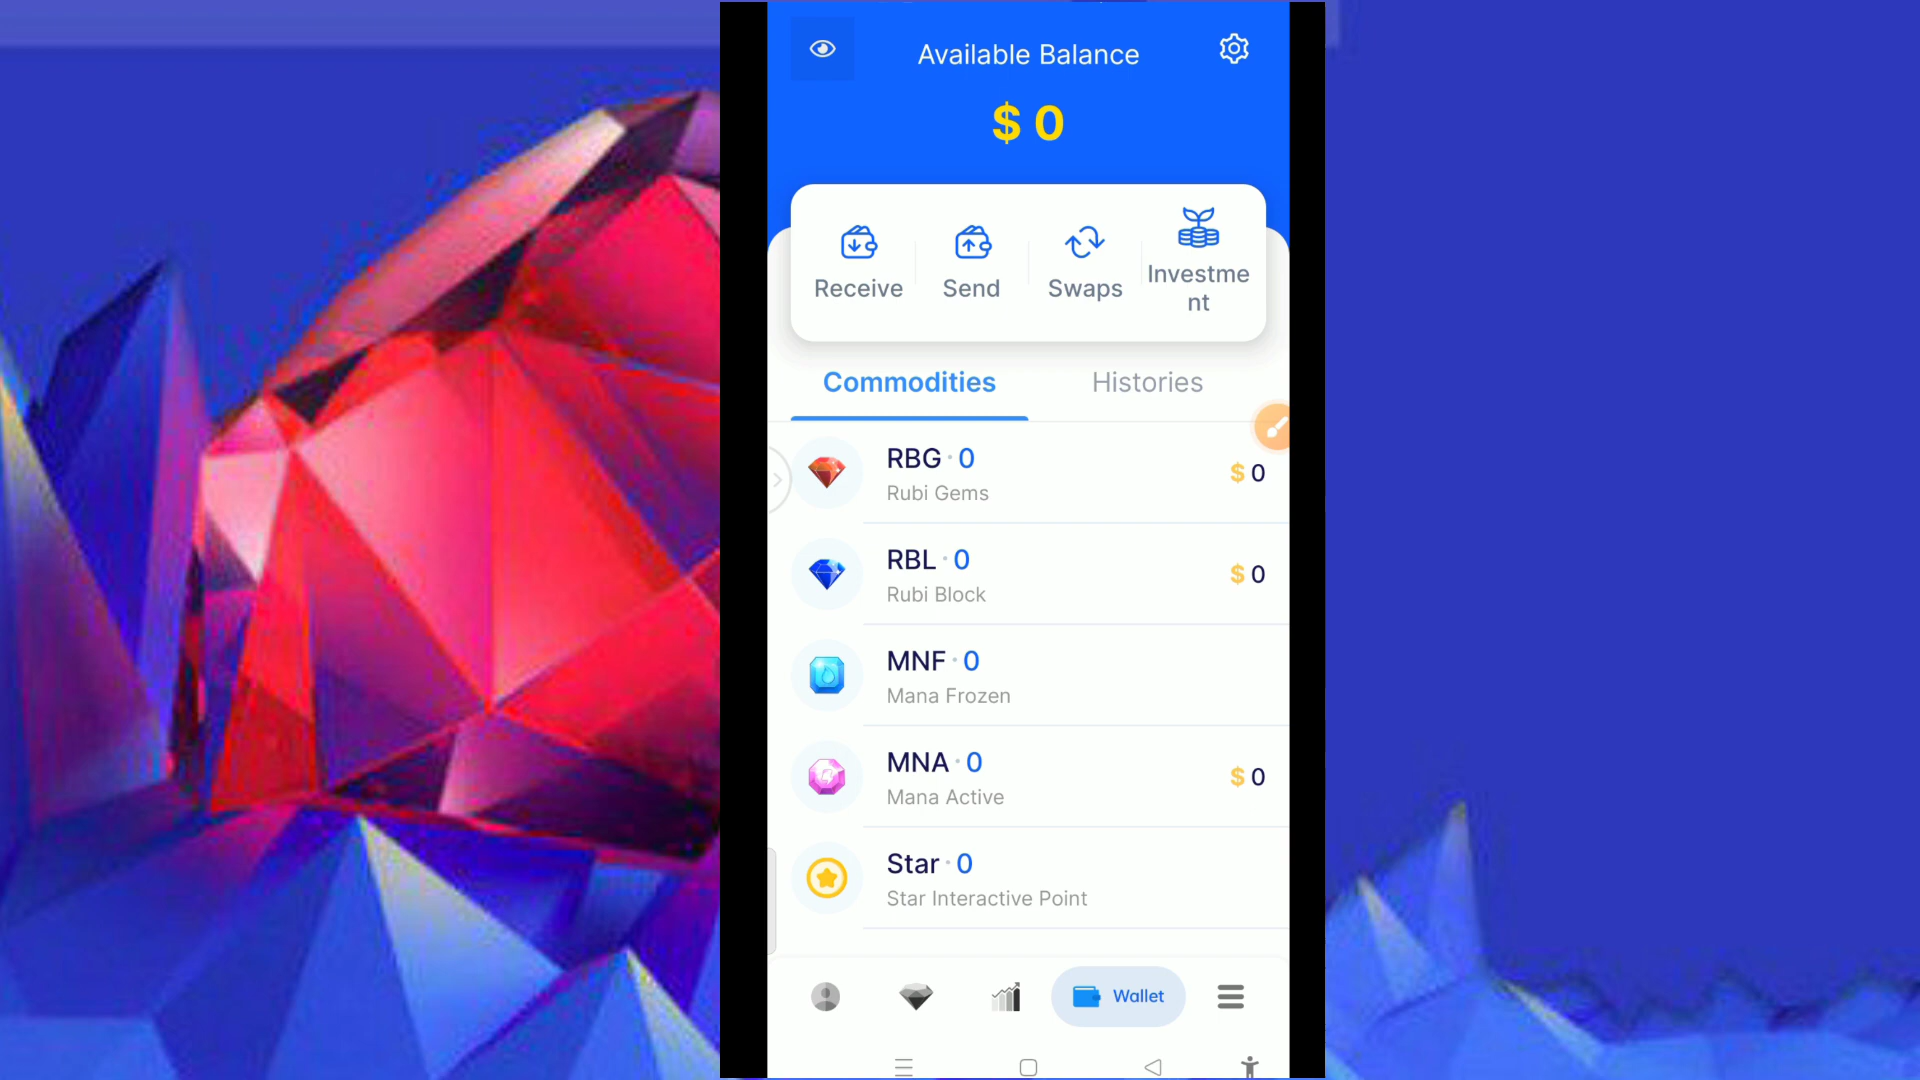 Available Balance
$ 0
Receive
Send
Swaps
Investme
nt
Commodities
Histories
RBG · 0
$ 0
Rubi Gems
RBL · 0
$ 0
Rubi Block
MNF · 0
Mana Frozen
MNA · 0
$ 0
Mana Active
Star · 0
Star Interactive Point
Wallet